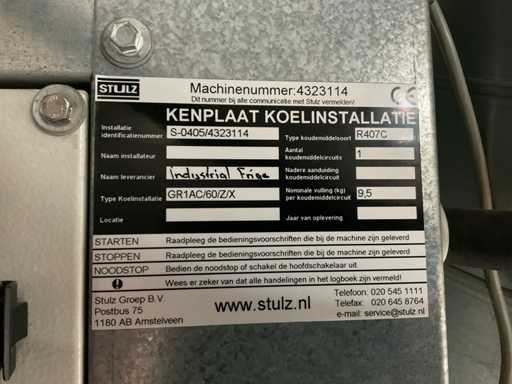 STULZ
Machinenummer:4323114
Dit nummer bij alle communicatie met Stulz vermelden!
CE
KENPLAAT KOELINSTALLATIE
Installatie identificatienummer S-0405/4323114 Type koudemiddelsoort R407C
Naam installateur Aantal koudemiddelcircuits 1
Naam leverancier Industrial Frigo Nadere aanduiding koudemiddelcircuit
Type Koelinstallatie GR1AC/60/Z/X Nominale vulling (kg) per koudemiddelcircuit 9,5
Locatie Jaar van oplevering
STARTEN Raadpleeg de bedieningsvoorschriften die bij de machine zijn geleverd
STOPPEN Raadpleeg de bedieningsvoorschriften die bij de machine zijn geleverd
NOODSTOP Bedien de noodstop of schakel de hoofdschakelaar uit.
! Wees er zeker van dat alle handelingen in het logboek zijn vermeld!
Stulz Groep B.V.
Postbus 75
1180 AB Amstelveen
www.stulz.nl
Telefoon: 020 545 1111
Telefax: 020 645 8764
e-mail: service@stulz.nl